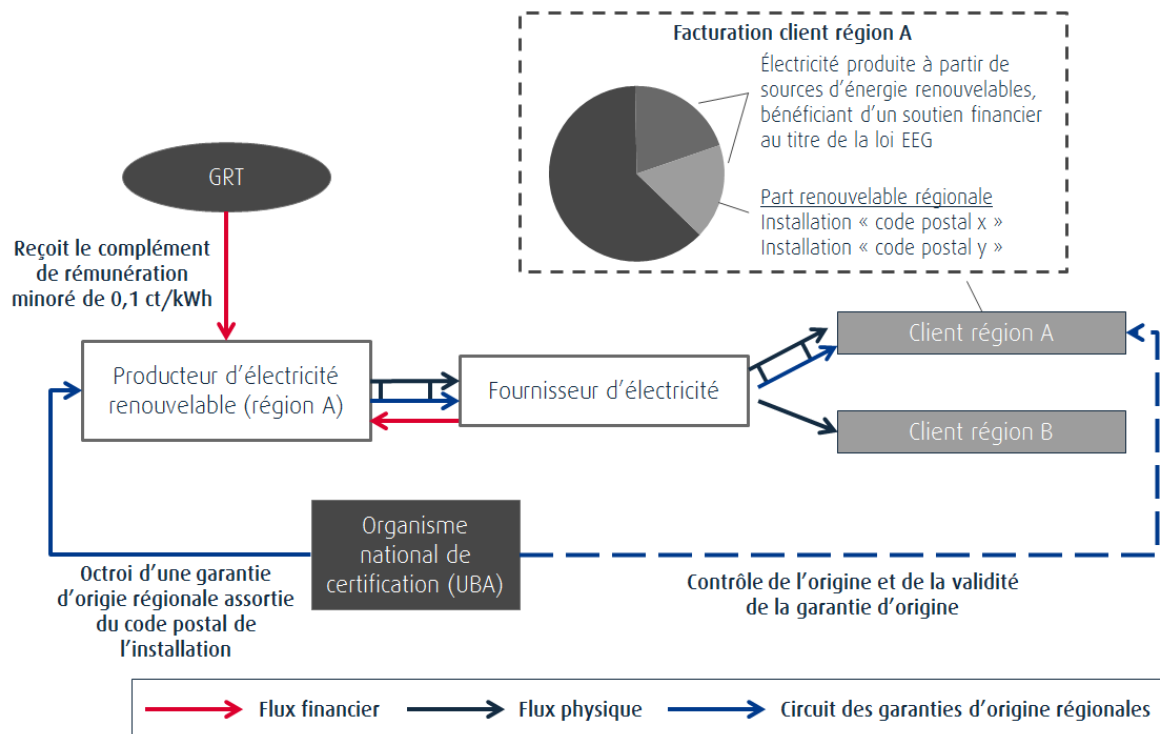 Facturation client région A
Électricité produite à partir de
sources d'énergie renouvelables,
bénéficiant d'un soutien financier
au titre de la loi EEG
Part renouvelable régionale
Installation « code postal x »
Installation « code postal y »
GRT
Reçoit le complément
de rémunération
minoré de 0,1 ct/kWh
Producteur d'électricité
renouvelable (région A)
Fournisseur d'électricité
Client région A
Client région B
Organisme
national de
certification (UBA)
Octroi d'une garantie
d'origie régionale assortie
du code postal de
l'installation
Contrôle de l'origine et de la validité
de la garantie d'origine
Flux financier
Flux physique
Circuit des garanties d'origine régionales